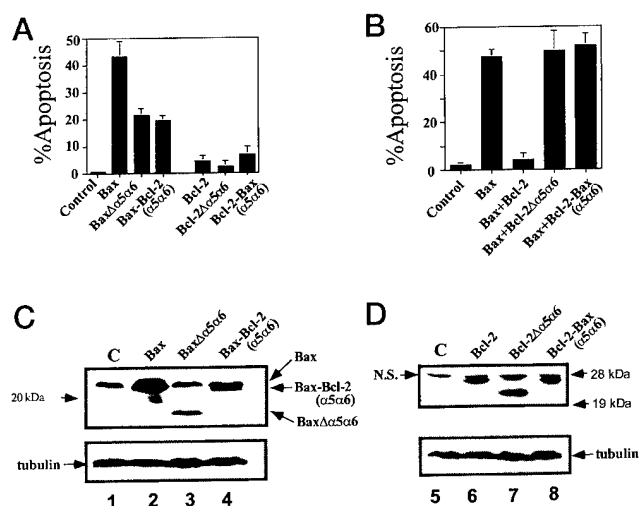 A
%Apoptosis
50
40
30
20
10
0
Control
Bax
BaxΔα5α6
Bax-Bcl-2
(α5α6)
Bcl-2
Bcl-2Δα5α6
Bcl-2-Bax
(α5α6)
B
%Apoptosis
60
40
20
0
Control
Bax
Bax+Bcl-2
Bax+Bcl-2Δα5α6
Bax+Bcl-2-Bax
(α5α6)
C
C
Bax
BaxΔα5α6
Bax-Bcl-2
(α5α6)
Bax
Bax-Bcl-2
(α5α6)
BaxΔα5α6
20 kDa
tubulin
1 2 3 4
D
C
Bcl-2
Bcl-2Δα5α6
Bcl-2-Bax
(α5α6)
N.S.
28 kDa
19 kDa
tubulin
5 6 7 8